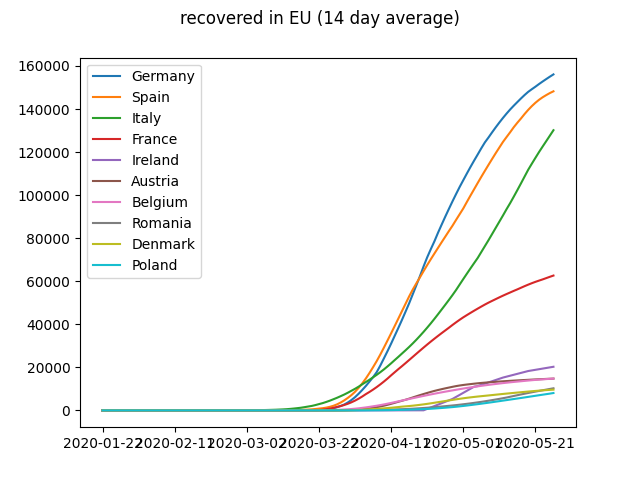 recovered in EU (14 day average)
160000
140000
120000
100000
80000
60000
40000
20000
0
Germany
Spain
Italy
France
Ireland
Austria
Belgium
Romania
Denmark
Poland
2020-01-22 2020-02-11 2020-03-02 2020-03-22 2020-04-11 2020-05-01 2020-05-21